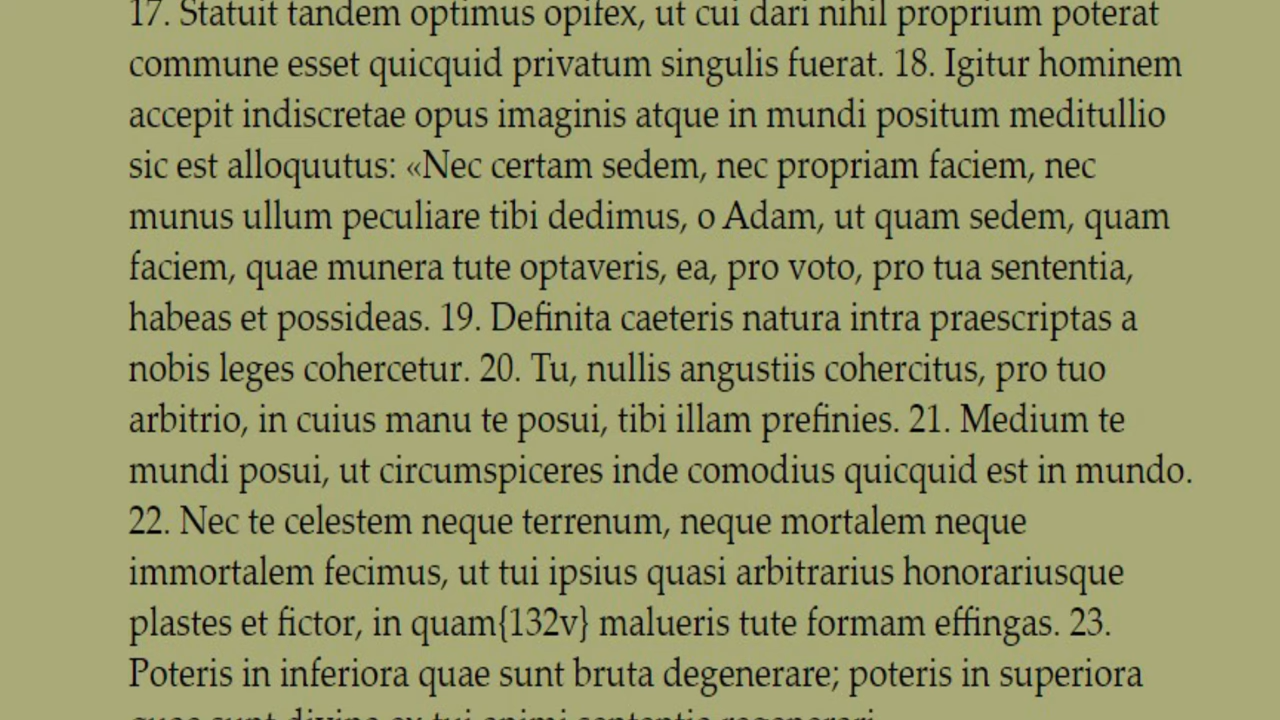 17. Statuit tandem optimus opifex, ut cui dari nihil proprium poterat
commune esset quicquid privatum singulis fuerat. 18. Igitur hominem
accepit indiscretae opus imaginis atque in mundi positum meditullio
sic est alloquutus: «Nec certam sedem, nec propriam faciem, nec
munus ullum peculiare tibi dedimus, o Adam, ut quam sedem, quam
faciem, quae munera tute optaveris, ea, pro voto, pro tua sententia,
habeas et possideas. 19. Definita caeteris natura intra praescriptas a
nobis leges cohercetur. 20. Tu, nullis angustiis cohercitus, pro tuo
arbitrio, in cuius manu te posui, tibi illam prefinies. 21. Medium te
mundi posui, ut circumspiceres inde comodius quicquid est in mundo.
22. Nec te celestem neque terrenum, neque mortalem neque
immortalem fecimus, ut tui ipsius quasi arbitrarius honorariusque
plastes et fictor, in quam{132v} malueris tute formam effingas. 23.
Poteris in inferiora quae sunt bruta degenerare; poteris in superiora